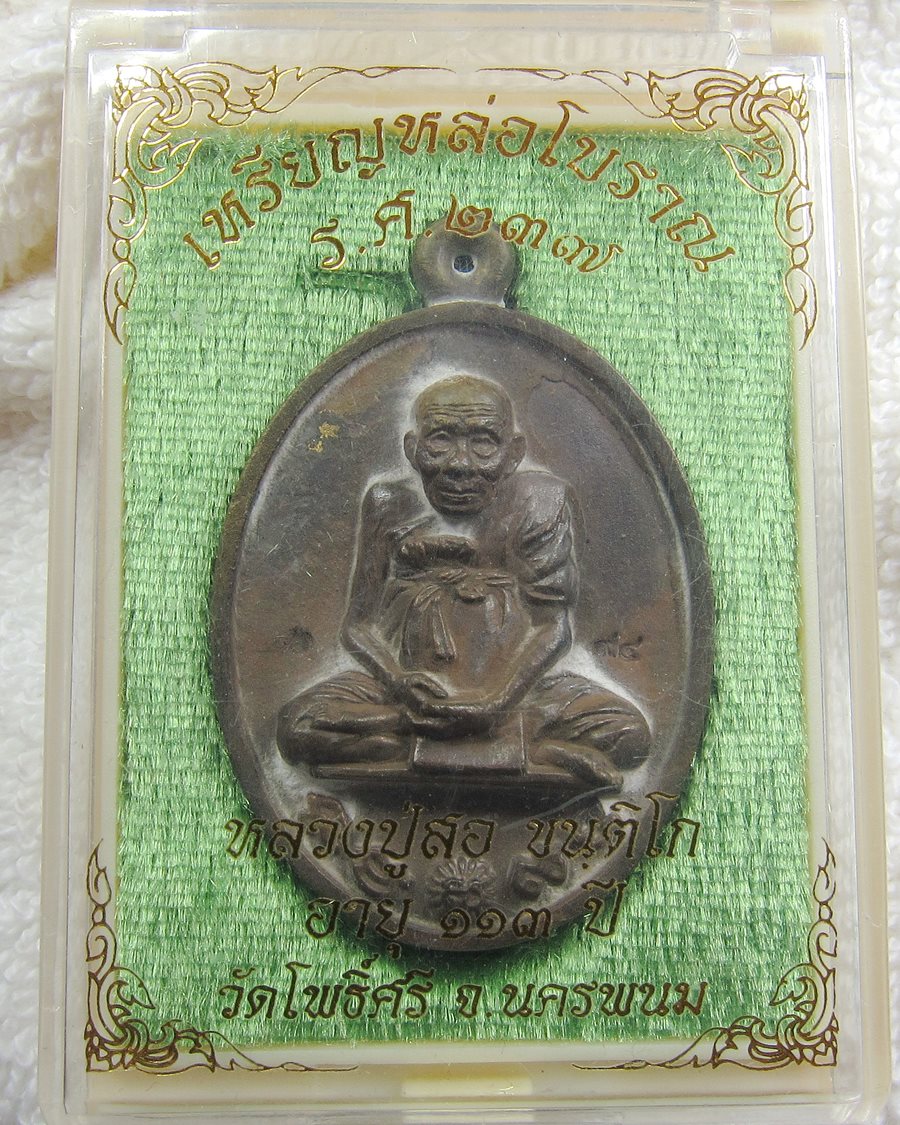 เหรียญหล่อโบราณ
ร.ศ.๒๓๗
๙๔
หลวงปู่สอ ขนฺติโก
อายุ ๑๑๓ ปี
วัดโพธิ์ศรี จ.นครพนม